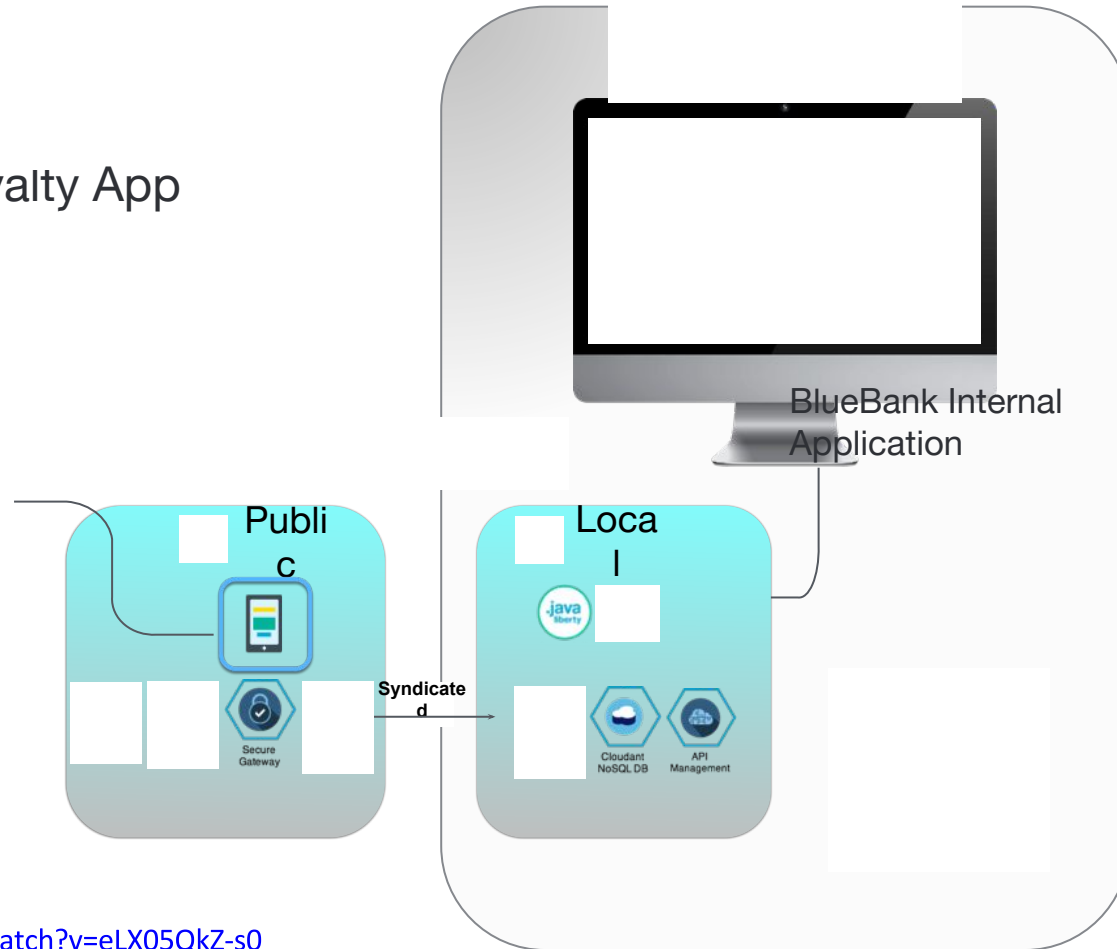 yalty App
BlueBank Internal
Application
Publi
c
Loca
l
java
liberty
Syndicate
d
Secure
Gateway
Cloudant
NoSQL DB
API
Management
atch?v=eLX05QkZ-s0